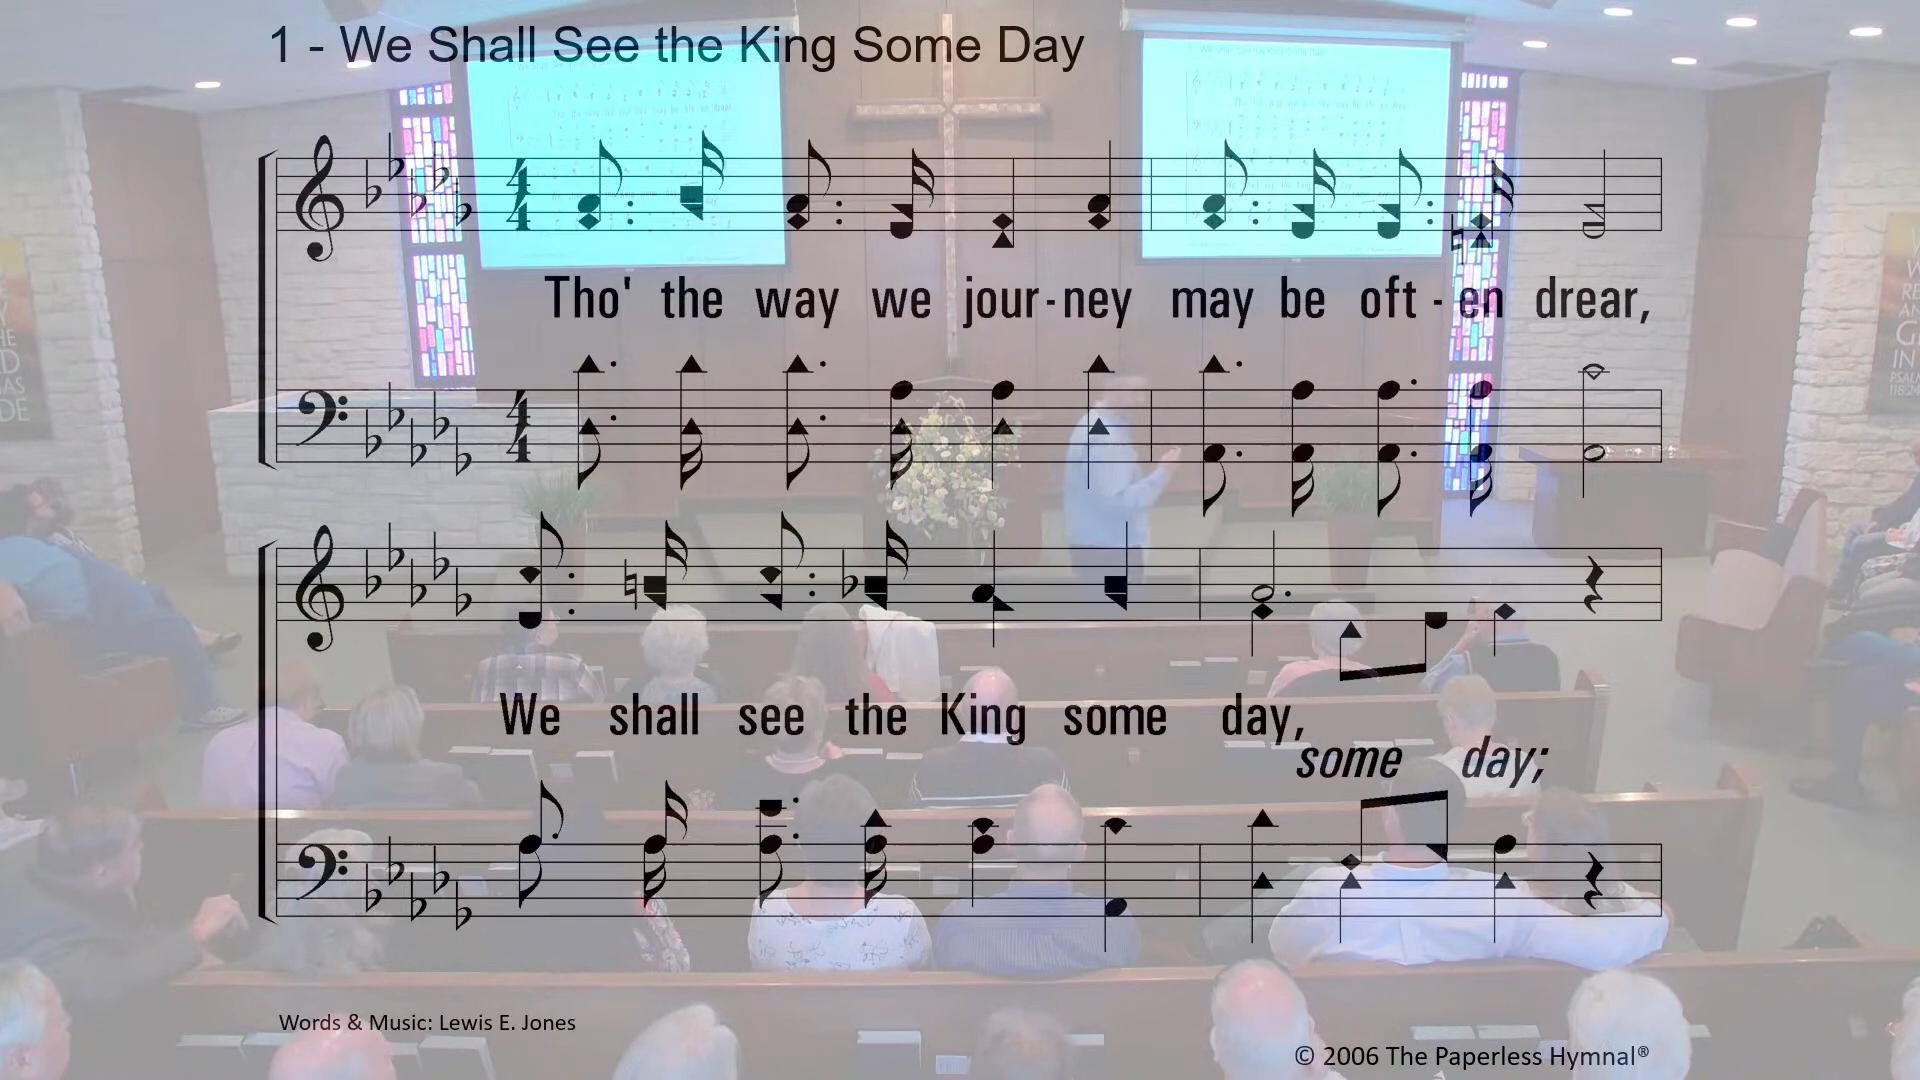 1 - We Shall See the King Some Day
Tho' the way we jour - ney may be oft - en drear,
We shall see the King some day,
some day;
Words & Music: Lewis E. Jones
© 2006 The Paperless Hymnal®